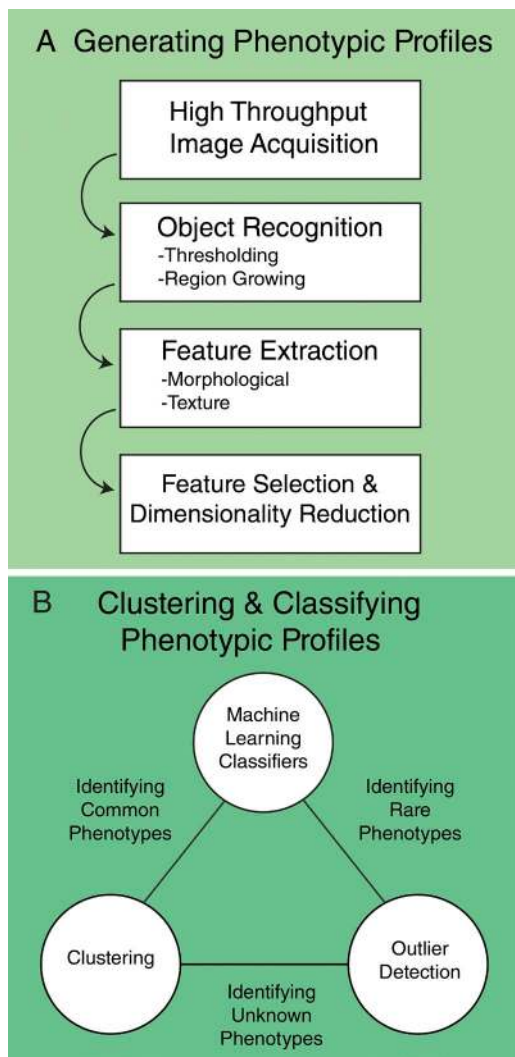 A Generating Phenotypic Profiles
High Throughput
Image Acquisition
Object Recognition
-Thresholding
-Region Growing
Feature Extraction
-Morphological
-Texture
Feature Selection &
Dimensionality Reduction
B Clustering & Classifying
Phenotypic Profiles
Machine
Learning
Classifiers
Identifying
Common
Phenotypes
Identifying
Rare
Phenotypes
Clustering
Outlier
Detection
Identifying
Unknown
Phenotypes